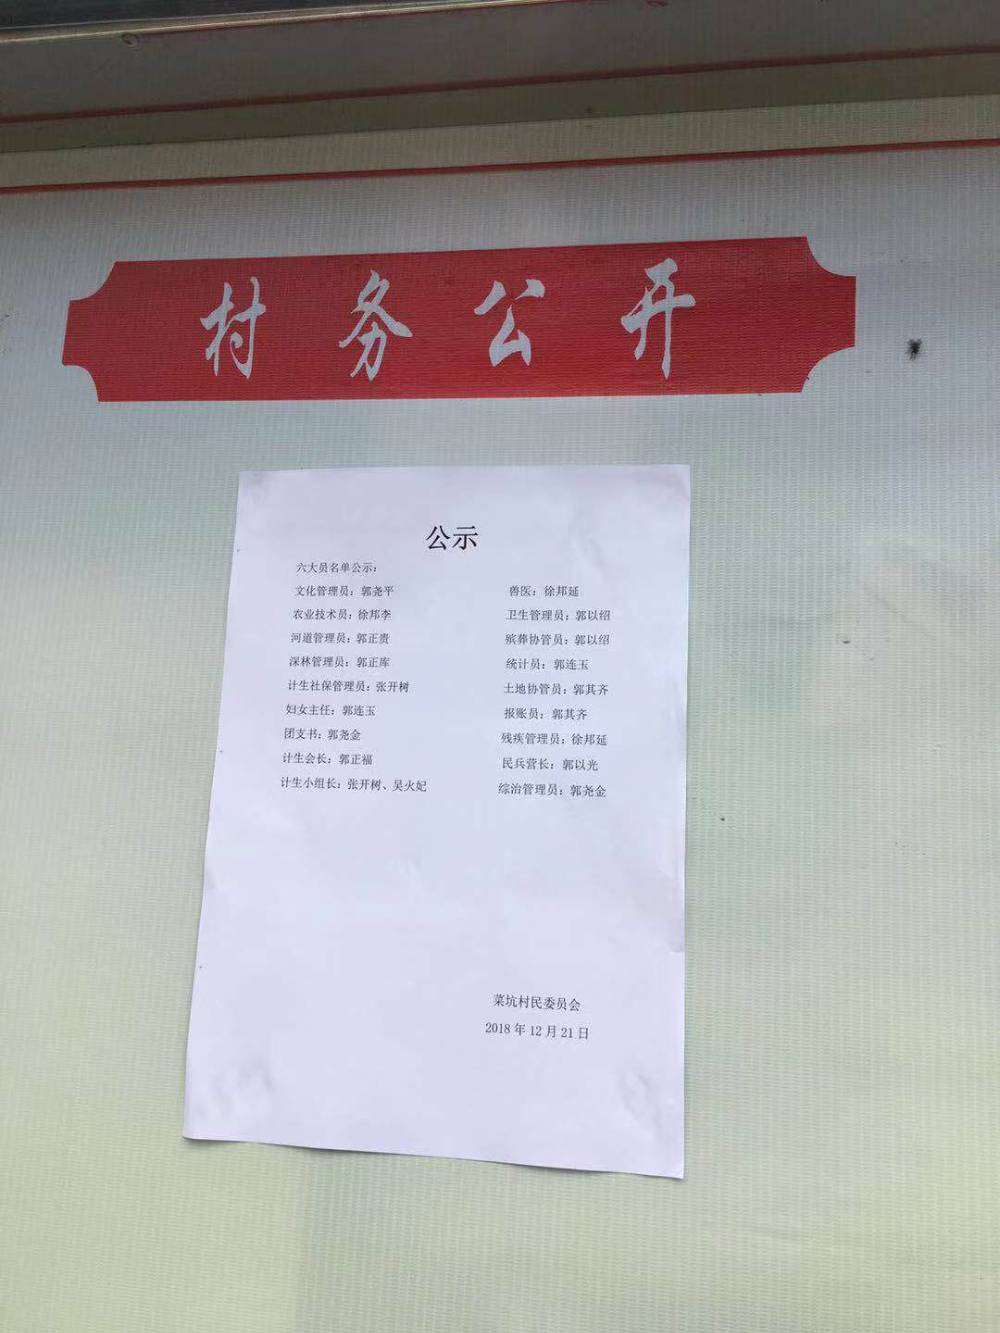 村务公开
公示
六大员名单公示：
文化管理员：郭尧平
兽医：徐邦延
农业技术员：徐邦李
卫生管理员：郭以绍
河道管理员：郭正贵
殡葬协管员：郭以绍
深林管理员：郭正库
统计员：郭连玉
计生社保管理员：张开树
土地协管员：郭其齐
妇女主任：郭连玉
报账员：郭其齐
团支书：郭尧金
残疾管理员：徐邦延
计生会长：郭正福
民兵营长：郭以光
计生小组长：张开树、吴火妃
综治管理员：郭尧金
菜坑村民委员会
2018 年 12 月 21 日